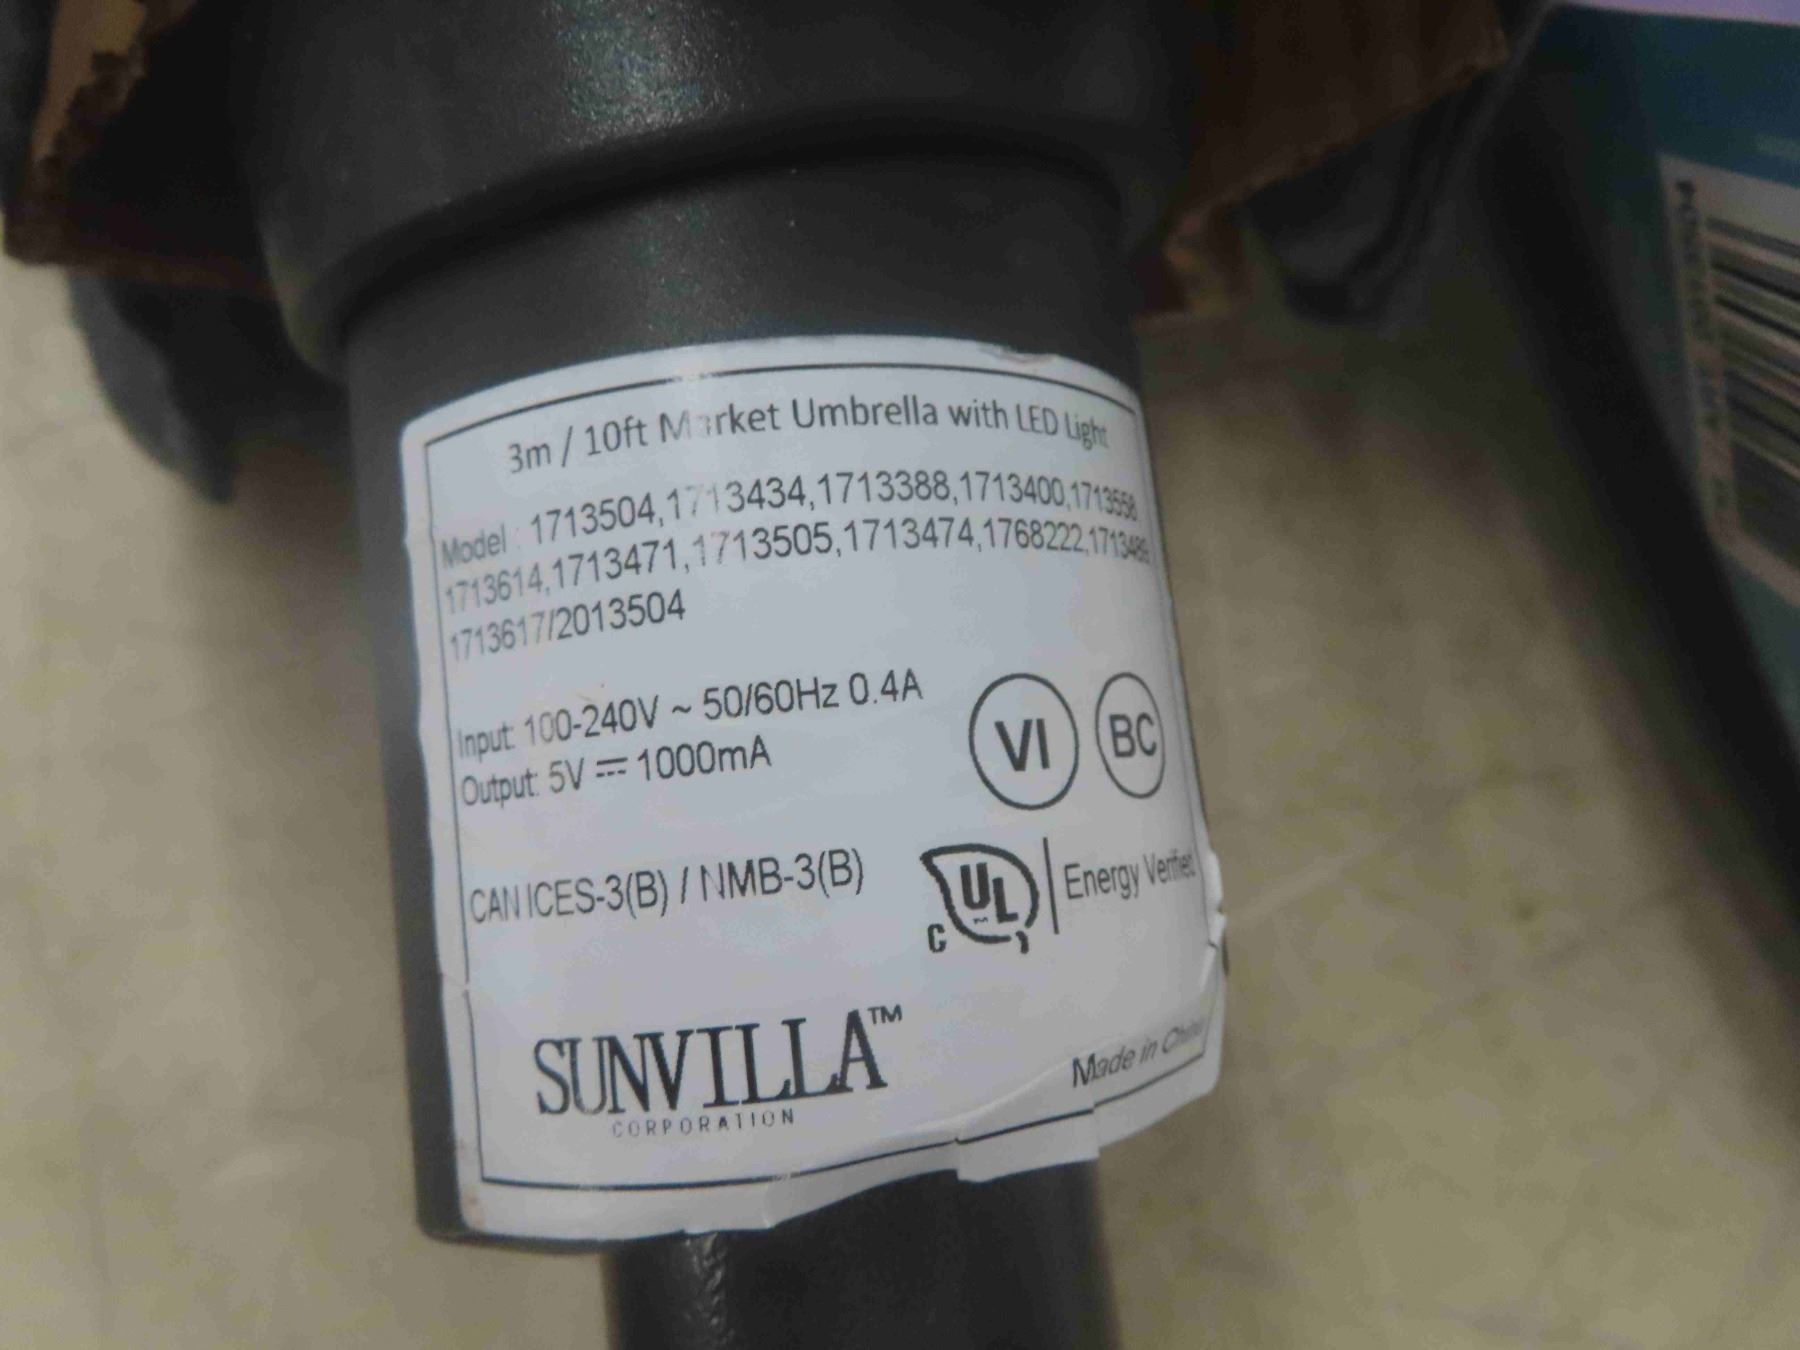 3m / 10ft Market Umbrella with LED Light
Model : 1713504,1713434,1713388,1713400,1713558
1713614,1713471,1713505,1713474,1768222,1713489
1713617/2013504
Input: 100-240V ~ 50/60Hz 0.4A
Output: 5V ⎓ 1000mA
VI
BC
CAN ICES-3(B) / NMB-3(B)
C UL
Energy Verified
SUNVILLA™
CORPORATION
Made in China